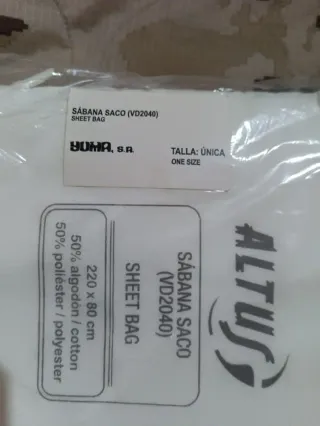 SÁBANA SACO (VD2040)
SHEET BAG
YUMA, S.A.
TALLA: ÚNICA
ONE SIZE
ALTUS
SÁBANA SACO
(VD2040)
SHEET BAG
220 x 80 cm
50% algodón / cotton
50% poliéster / polyester